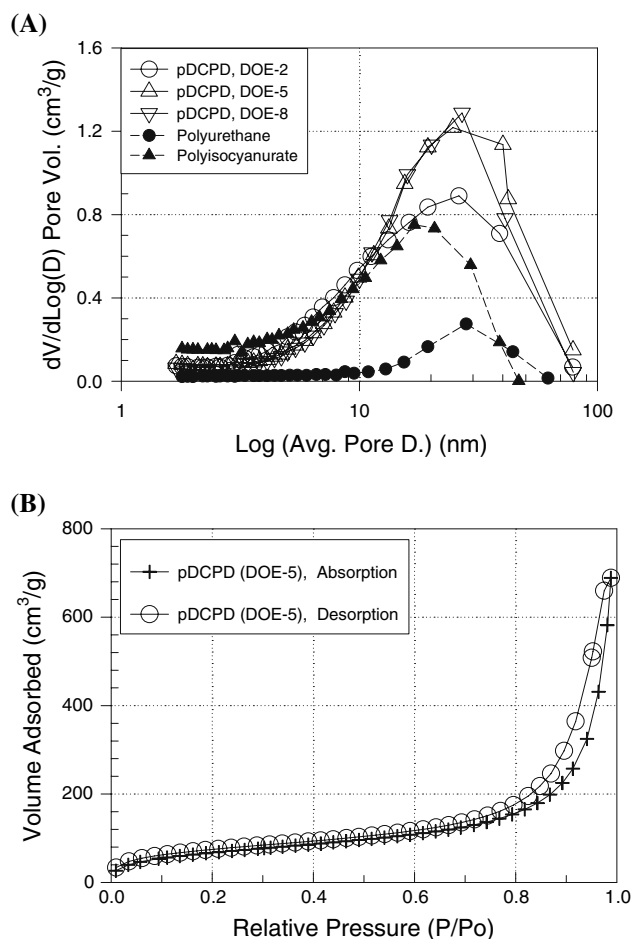 (A)
1.6
1.2
0.8
0.4
0.0
dV/dLog(D) Pore Vol. (cm³/g)
pDCPD, DOE-2
pDCPD, DOE-5
pDCPD, DOE-8
Polyurethane
Polyisocyanurate
1 10 100
Log (Avg. Pore D.) (nm)
(B)
800
600
400
200
0
Volume Adsorbed (cm³/g)
pDCPD (DOE-5), Absorption
pDCPD (DOE-5), Desorption
0.0 0.2 0.4 0.6 0.8 1.0
Relative Pressure (P/Po)